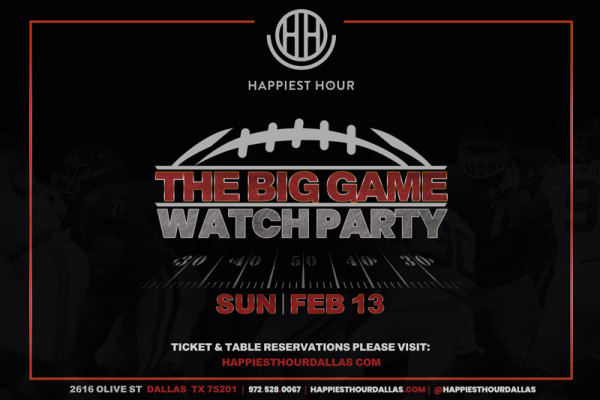 HH
HAPPIEST HOUR
THE BIG GAME
WATCH PARTY
30 40 50 40 30
SUN | FEB 13
TICKET & TABLE RESERVATIONS PLEASE VISIT:
HAPPIESTHOURDALLAS.COM
2616 OLIVE ST DALLAS TX 75201 | 972.528.0067 | HAPPIESTHOURDALLAS.COM | @HAPPIESTHOURDALLAS